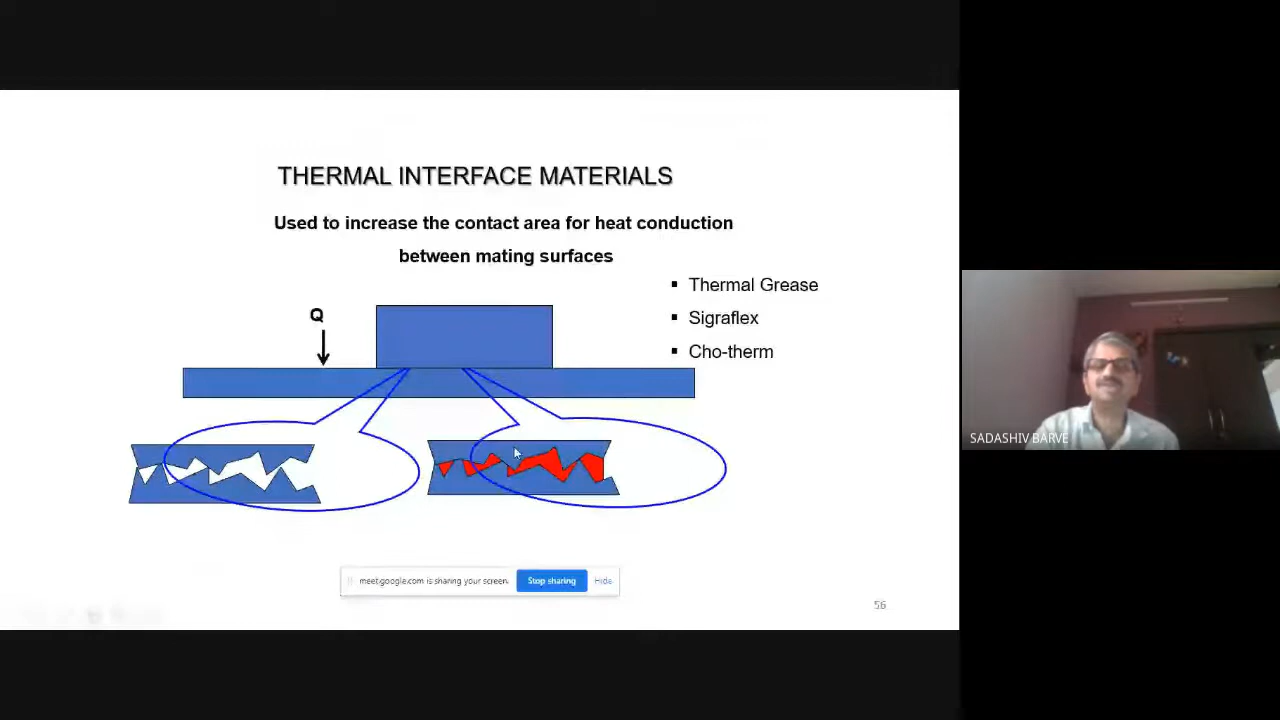 THERMAL INTERFACE MATERIALS
Used to increase the contact area for heat conduction
between mating surfaces
▪ Thermal Grease
▪ Sigraflex
▪ Cho-therm
Q
SADASHIV BARVE
meet.google.com is sharing your screen.
Stop sharing
Hide
56